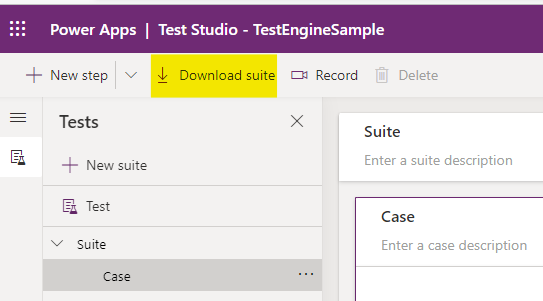 Power Apps | Test Studio - TestEngineSample
New step Download suite Record Delete
Tests
New suite
Test
Suite
Case
Suite
Enter a suite description
Case
Enter a case description